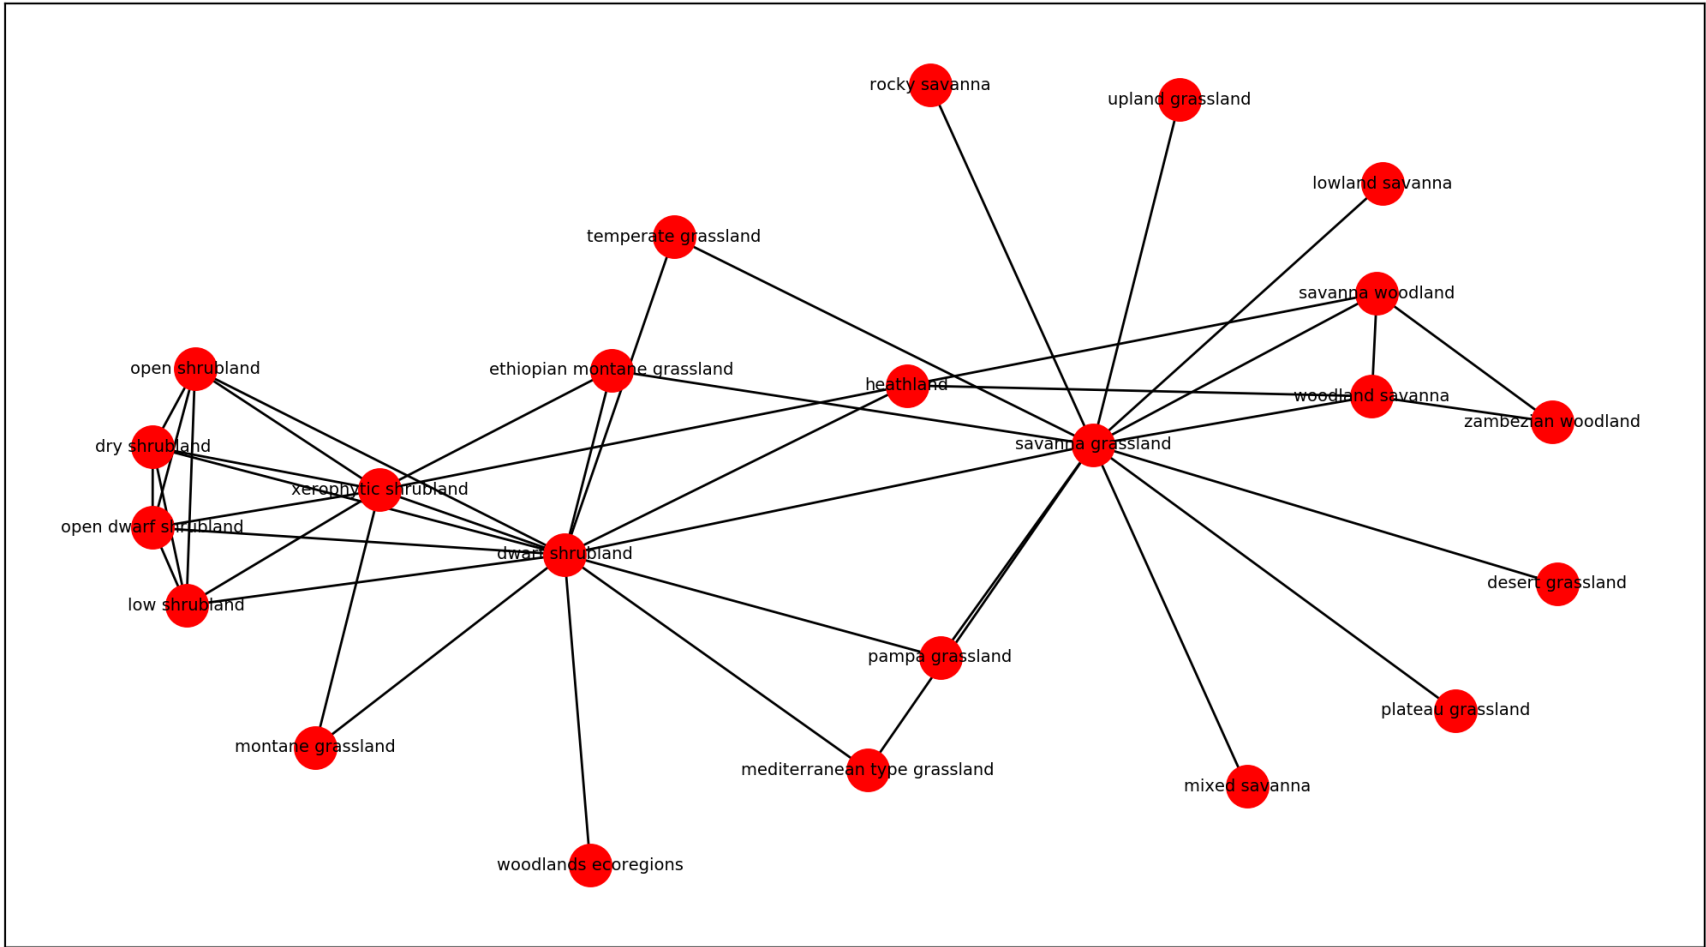 rocky savanna
upland grassland
lowland savanna
temperate grassland
savanna woodland
open shrubland
ethiopian montane grassland
heathland
woodland savanna
zambezian woodland
dry shrubland
savanna grassland
xerophytic shrubland
open dwarf shrubland
dwarf shrubland
desert grassland
low shrubland
pampa grassland
plateau grassland
montane grassland
mediterranean type grassland
mixed savanna
woodlands ecoregions